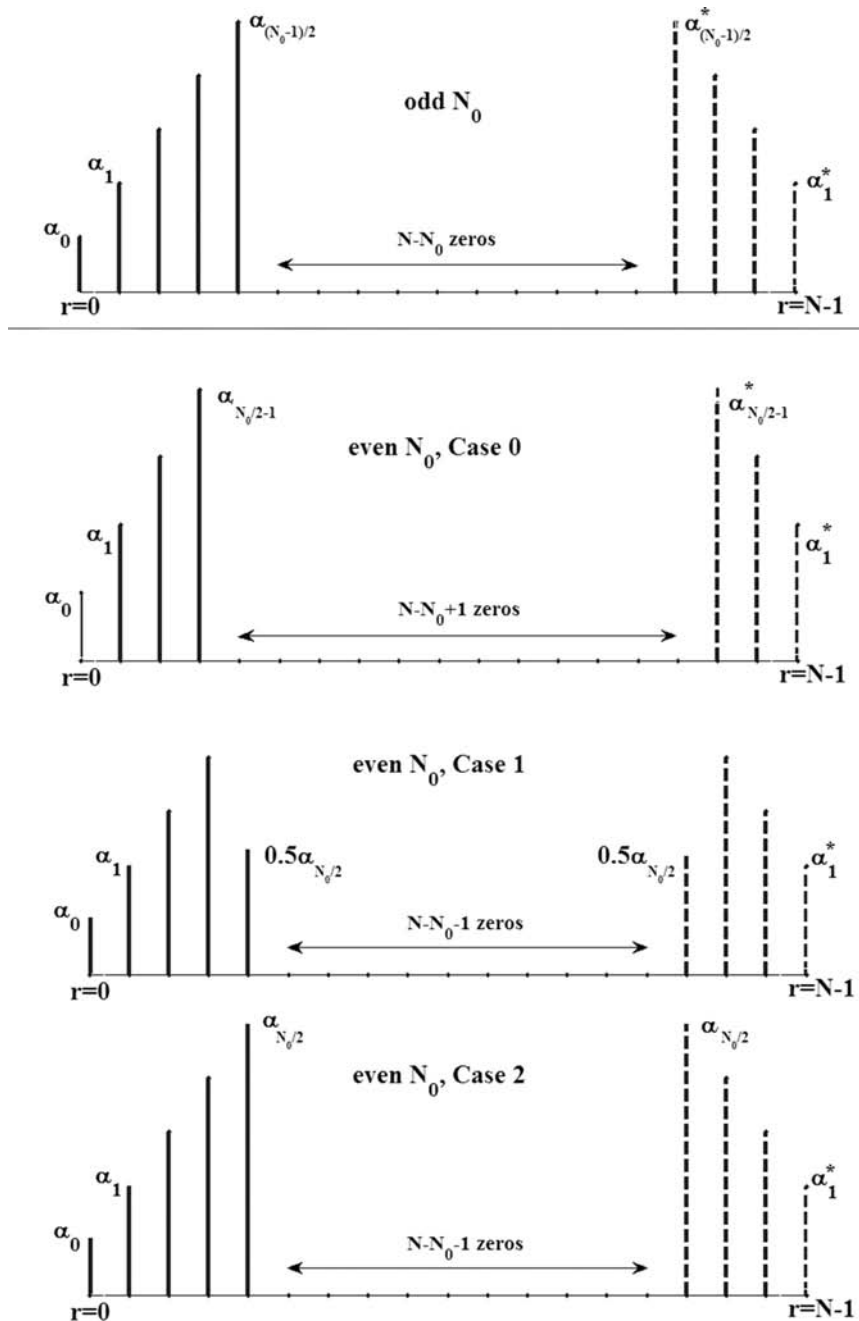 α(N0-1)/2
α*(N0-1)/2
odd N0
α1
α1*
α0
N-N0 zeros
r=0
r=N-1
αN0/2-1
α*N0/2-1
even N0, Case 0
α1
α1*
α0
N-N0+1 zeros
r=0
r=N-1
even N0, Case 1
α1
0.5αN0/2
0.5αN0/2
α1*
α0
N-N0-1 zeros
r=0
r=N-1
αN0/2
αN0/2
even N0, Case 2
α1
α1*
α0
N-N0-1 zeros
r=0
r=N-1